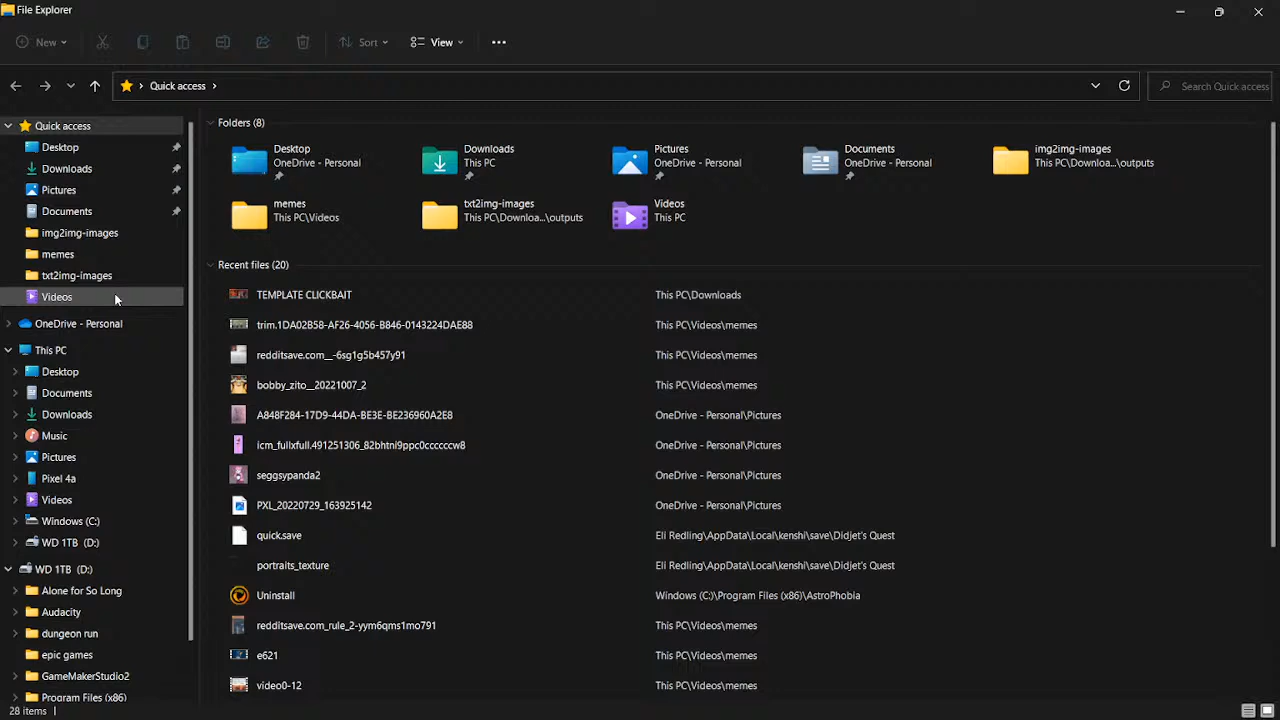 File Explorer
New
Sort
View
Quick access
Search Quick access
Quick access
Desktop
Downloads
Pictures
Documents
img2img-images
memes
txt2img-images
Videos
OneDrive - Personal
This PC
Desktop
Documents
Downloads
Music
Pictures
Pixel 4a
Videos
Windows (C:)
WD 1TB (D:)
WD 1TB (D:)
Alone for So Long
Audacity
dungeon run
epic games
GameMakerStudio2
Program Files (x86)
Folders (8)
Desktop
OneDrive - Personal
Downloads
This PC
Pictures
OneDrive - Personal
Documents
OneDrive - Personal
img2img-images
This PC\Downloa...\outputs
memes
This PC\Videos
txt2img-images
This PC\Downloa...\outputs
Videos
This PC
Recent files (20)
TEMPLATE CLICKBAIT This PC\Downloads
trim.1DA02B5B-AF26-4056-B846-0143224DAE88 This PC\Videos\memes
redditsave.com_-6sg1g5b457y91 This PC\Videos\memes
bobby_zito_20221007_2 This PC\Videos\memes
A848F284-17D9-44DA-BE3E-BE236960A2E8 OneDrive - Personal\Pictures
icm_fullxfull.491251306_82bhtnl9ppc0ccccccw8 OneDrive - Personal\Pictures
seggsypanda2 OneDrive - Personal\Pictures
PXL_20220729_163925142 OneDrive - Personal\Pictures
quick.save Eli Redling\AppData\Local\kenshi\save\Didjet's Quest
portraits_texture Eli Redling\AppData\Local\kenshi\save\Didjet's Quest
Uninstall Windows (C:)\Program Files (x86)\AstroPhobia
redditsave.com_rule_2-yym6qms1mo791 This PC\Videos\memes
e621 This PC\Videos\memes
video0-12 This PC\Videos\memes
28 items